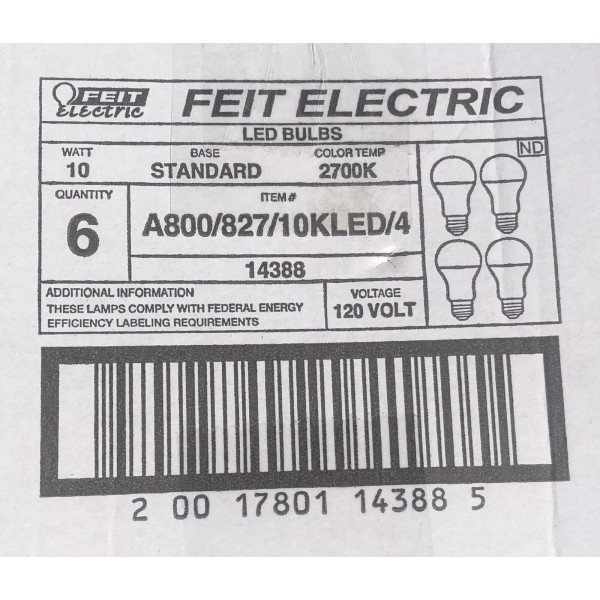 FEIT Electric
FEIT ELECTRIC
LED BULBS
WATT
10
BASE
STANDARD
COLOR TEMP
2700K
ND
QUANTITY
6
ITEM#
A800/827/10KLED/4
14388
ADDITIONAL INFORMATION
THESE LAMPS COMPLY WITH FEDERAL ENERGY
EFFICIENCY LABELING REQUIREMENTS
VOLTAGE
120 VOLT
2 00 17801 14388 5